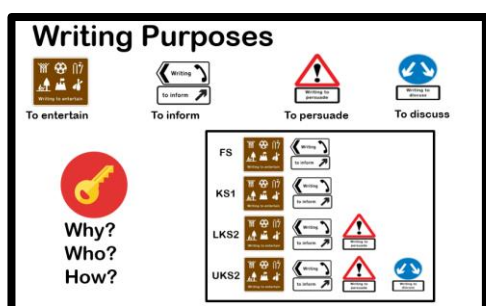 Writing Purposes
Writing to entertain
To entertain
Writing
to inform
To inform
Writing to
persuade
To persuade
Writing to
discuss
To discuss
Why?
Who?
How?
FS
Writing to entertain
Writing
to inform
KS1
Writing to entertain
Writing
to inform
LKS2
Writing to entertain
Writing
to inform
Writing to
persuade
UKS2
Writing to entertain
Writing
to inform
Writing to
persuade
Writing to
discuss